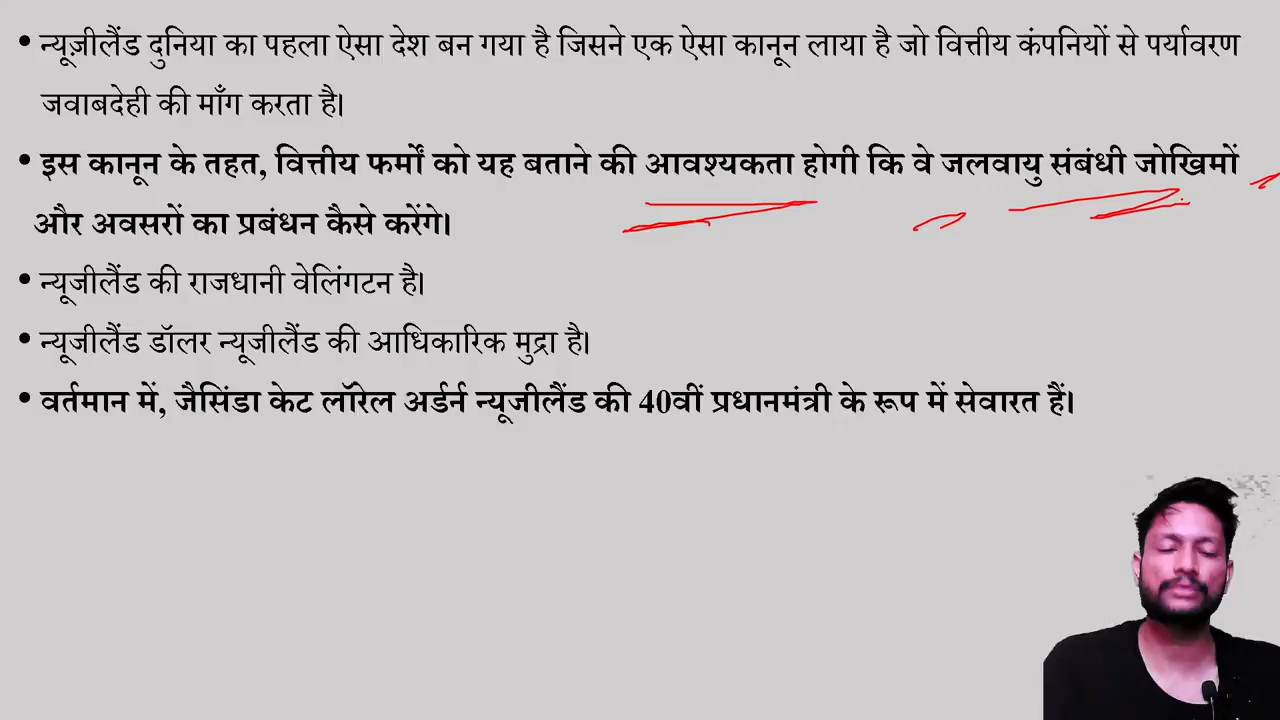 • न्यूज़ीलैंड दुनिया का पहला ऐसा देश बन गया है जिसने एक ऐसा कानून लाया है जो वित्तीय कंपनियों से पर्यावरण
जवाबदेही की माँग करता है।
• इस कानून के तहत, वित्तीय फर्मों को यह बताने की आवश्यकता होगी कि वे जलवायु संबंधी जोखिमों
और अवसरों का प्रबंधन कैसे करेंगे।
• न्यूजीलैंड की राजधानी वेलिंगटन है।
• न्यूजीलैंड डॉलर न्यूजीलैंड की आधिकारिक मुद्रा है।
• वर्तमान में, जैसिंडा केट लॉरेल अर्डर्न न्यूजीलैंड की 40वीं प्रधानमंत्री के रूप में सेवारत हैं।